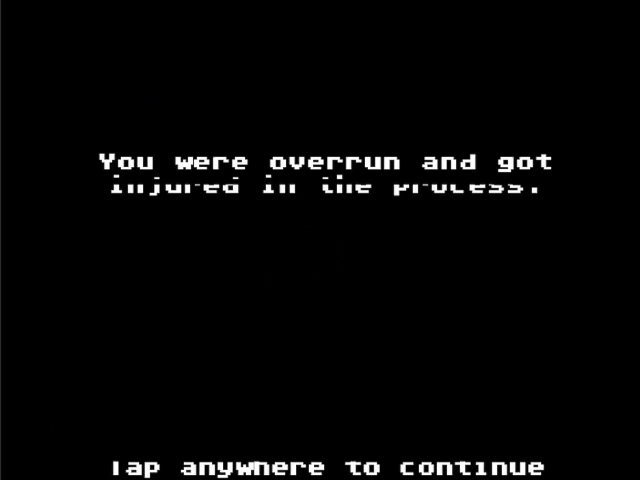 You were overrun and got
injured in the process.
Tap anywhere to continue